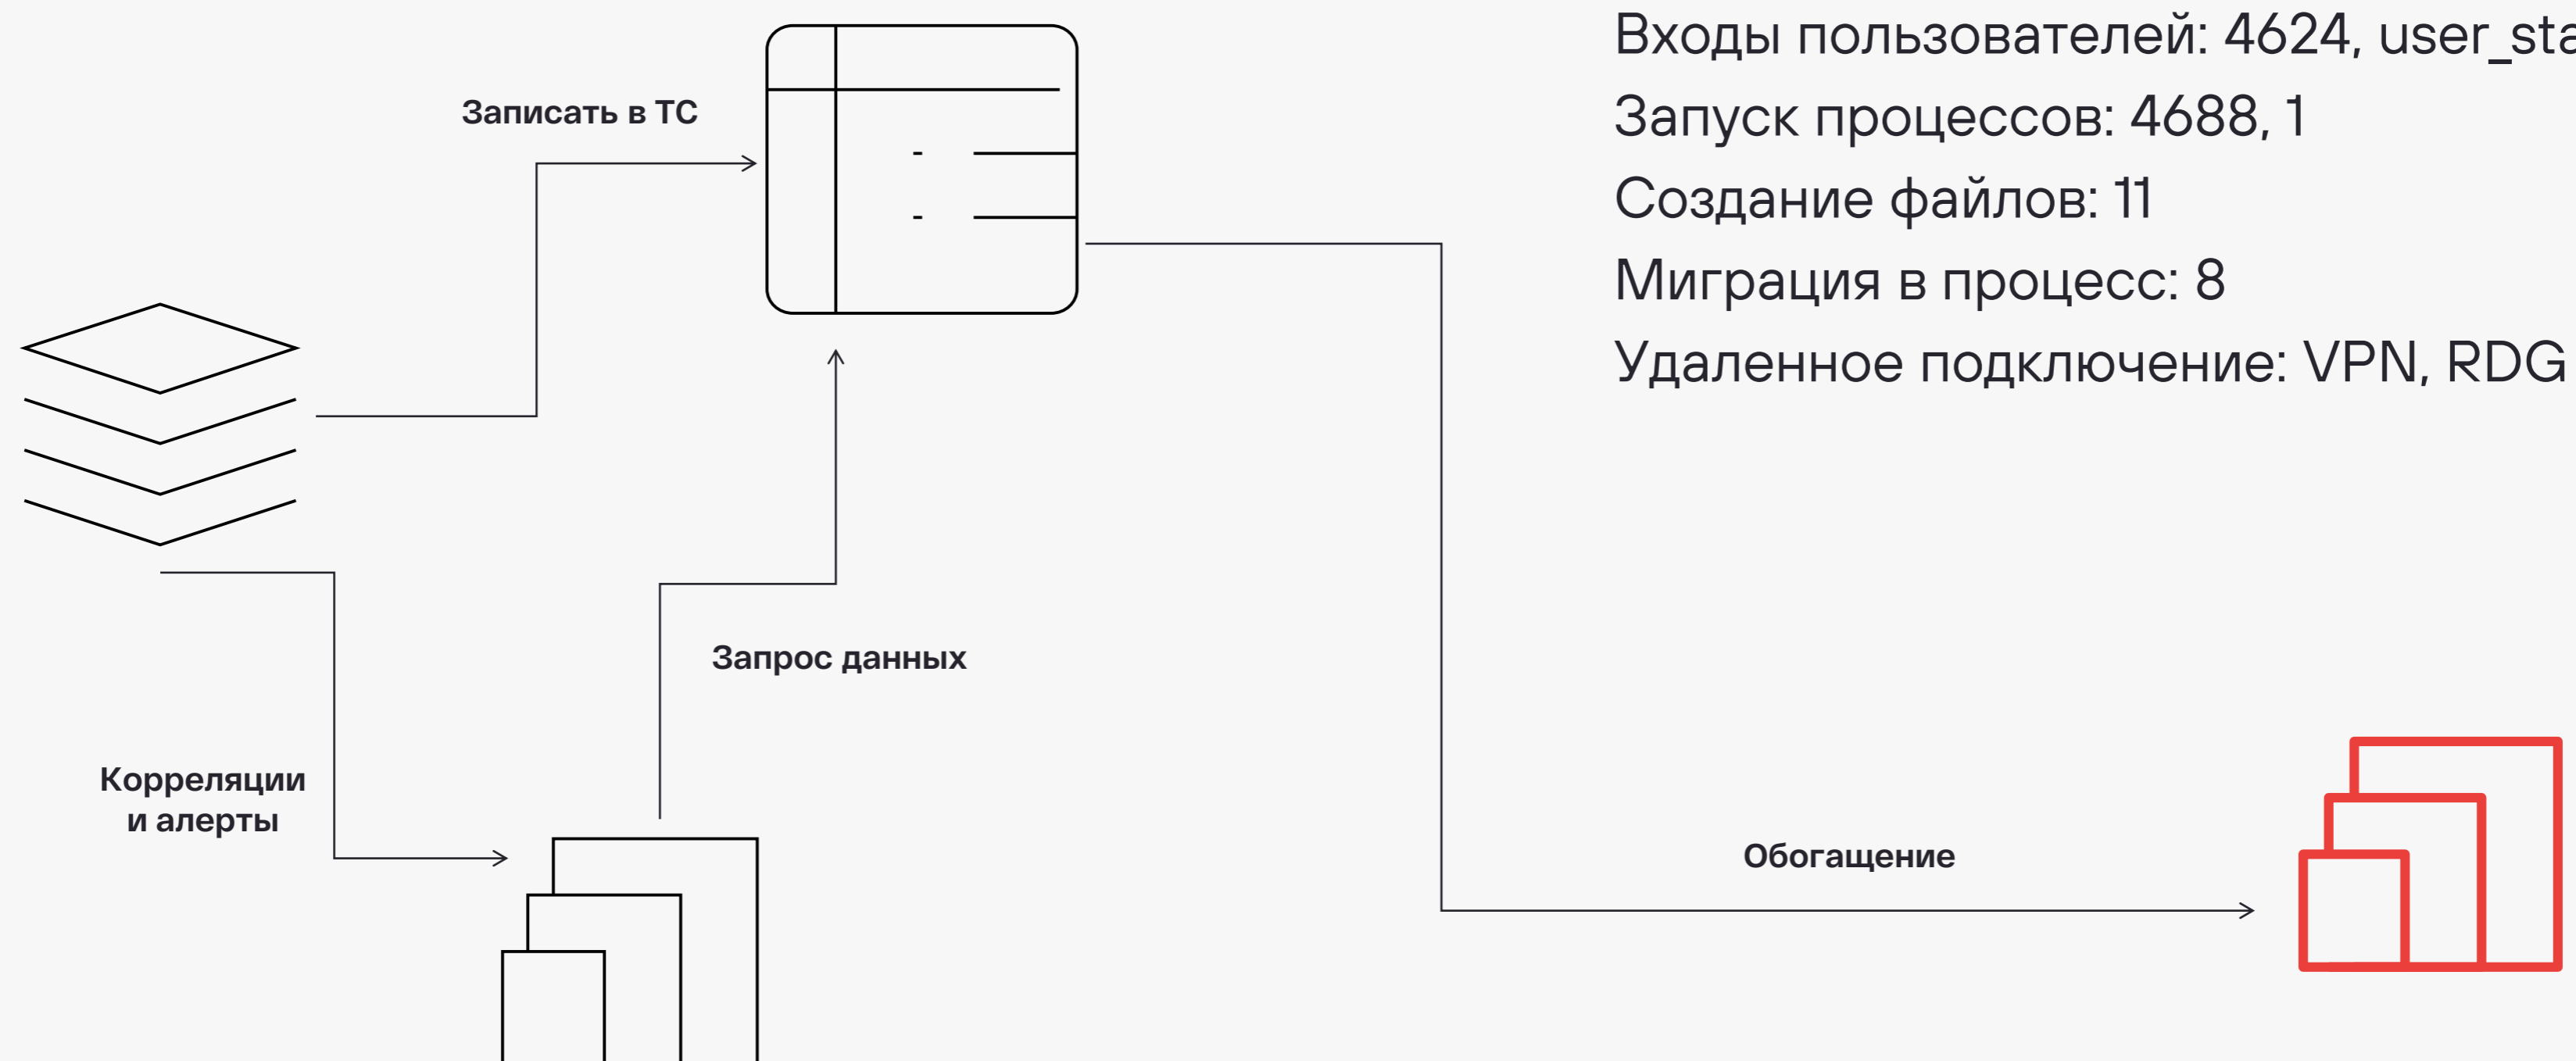 Входы пользователей: 4624,
Запуск процессов: 4688, 1
Создание файлов: 11
Миграция в процесс: 8
Удаленное подключение: VPN, RDG
Записать в ТС
Запрос данных
Корреляции
и алерты
Обогащение